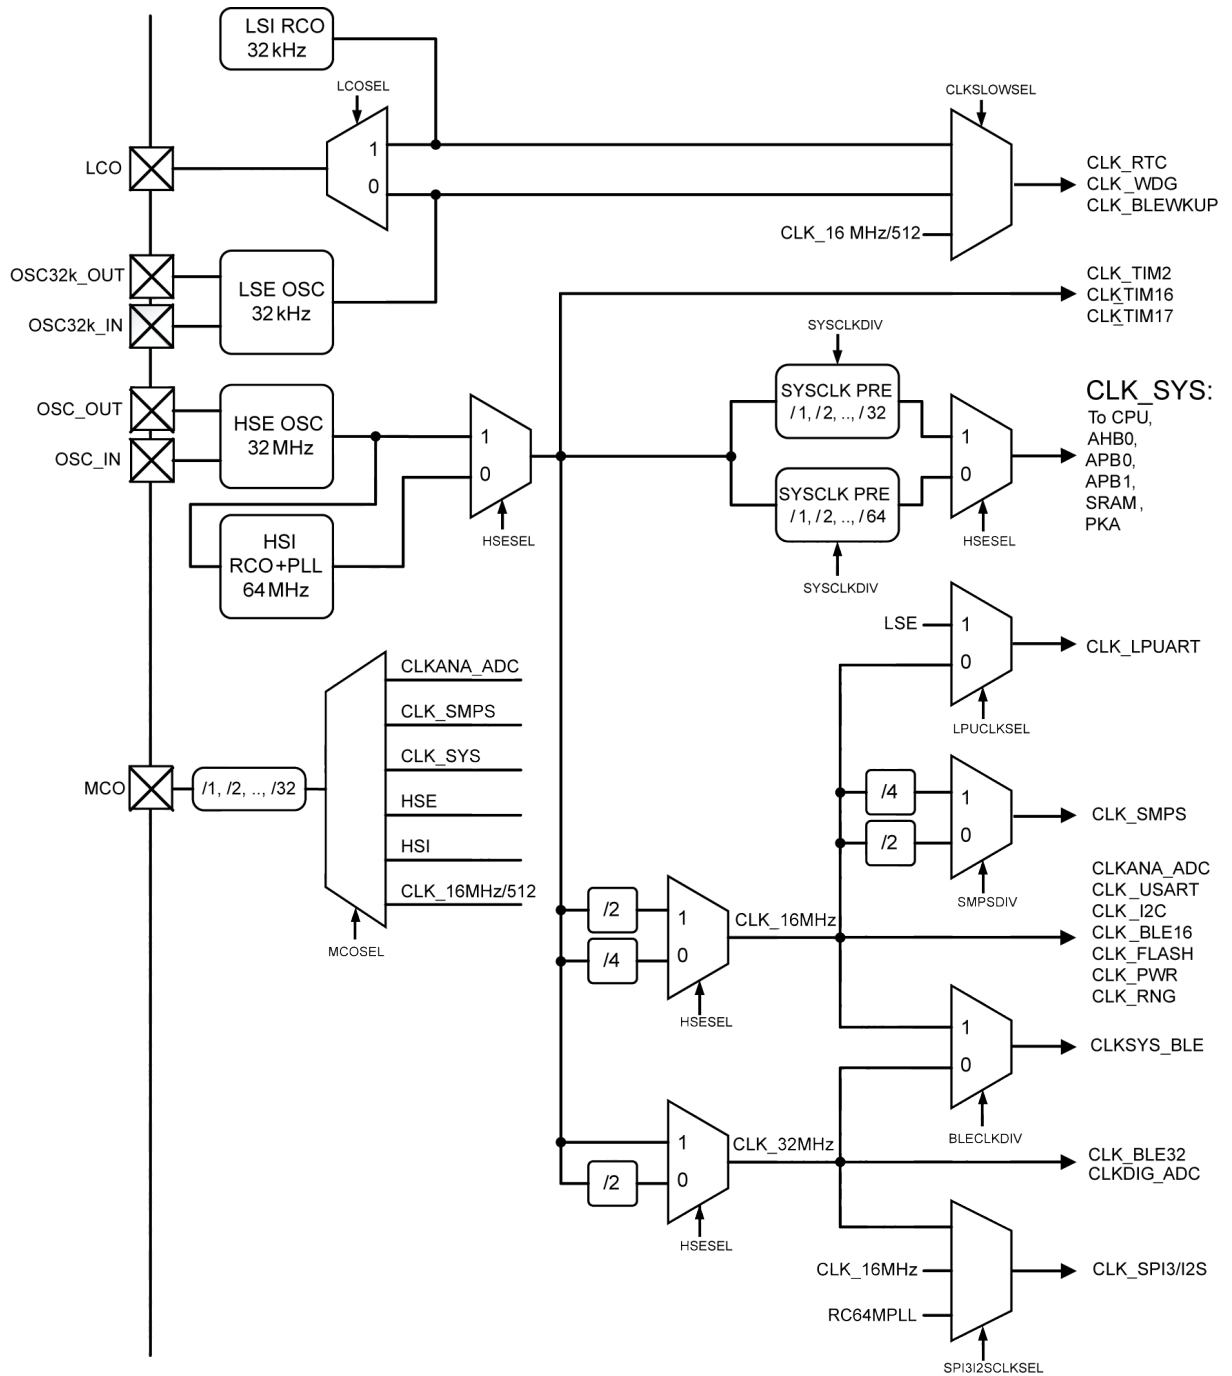 LSI RCO
32 kHz
LCOSEL
CLKSLOWSEL
LCO
1
0
CLK_RTC
CLK_WDG
CLK_BLEWKUP
CLK_16 MHz/512
OSC32k_OUT
OSC32k_IN
LSE OSC
32 kHz
CLK_TIM2
CLKTIM16
CLKTIM17
SYSCLKDIV
OSC_OUT
OSC_IN
HSE OSC
32 MHz
1
0
HSESEL
SYSCLK PRE
/ 1, / 2, .., / 32
SYSCLK PRE
/ 1, / 2, .., / 64
SYSCLKDIV
1
0
HSESEL
CLK_SYS:
To CPU,
AHB0,
APB0,
APB1,
SRAM ,
PKA
HSI
RCO+PLL
64 MHz
LSE
1
0
CLK_LPUART
LPUCLKSEL
CLKANA_ADC
CLK_SMPS
CLK_SYS
HSE
HSI
CLK_16MHz/512
MCO
/1, /2, .., /32
MCOSEL
/4
/2
1
0
CLK_SMPS
SMPSDIV
/2
/4
1
0
HSESEL
CLK_16MHz
CLKANA_ADC
CLK_USART
CLK_I2C
CLK_BLE16
CLK_FLASH
CLK_PWR
CLK_RNG
1
0
CLKSYS_BLE
BLECLKDIV
/2
1
0
HSESEL
CLK_32MHz
CLK_BLE32
CLKDIG_ADC
CLK_16MHz
RC64MPLL
CLK_SPI3/I2S
SPI3I2SCLKSEL